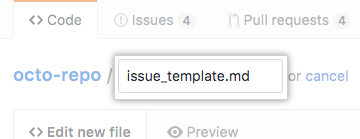 Code Issues 4 Pull requests 4
octo-repo / issue_template.md or cancel
Edit new file Preview